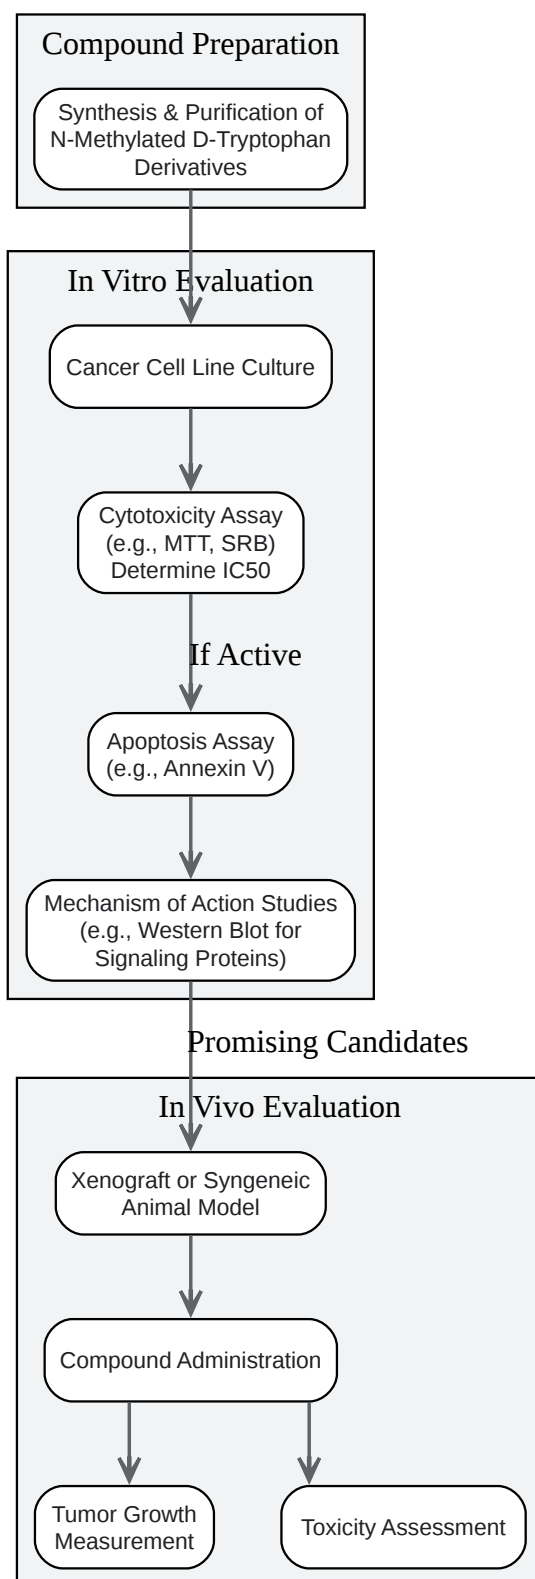 Compound Preparation
Synthesis & Purification of
N-Methylated D-Tryptophan
Derivatives
In Vitro Evaluation
Cancer Cell Line Culture
Cytotoxicity Assay
(e.g., MTT, SRB)
Determine IC50
If Active
Apoptosis Assay
(e.g., Annexin V)
Mechanism of Action Studies
(e.g., Western Blot for
Signaling Proteins)
Promising Candidates
In Vivo Evaluation
Xenograft or Syngeneic
Animal Model
Compound Administration
Tumor Growth
Measurement
Toxicity Assessment